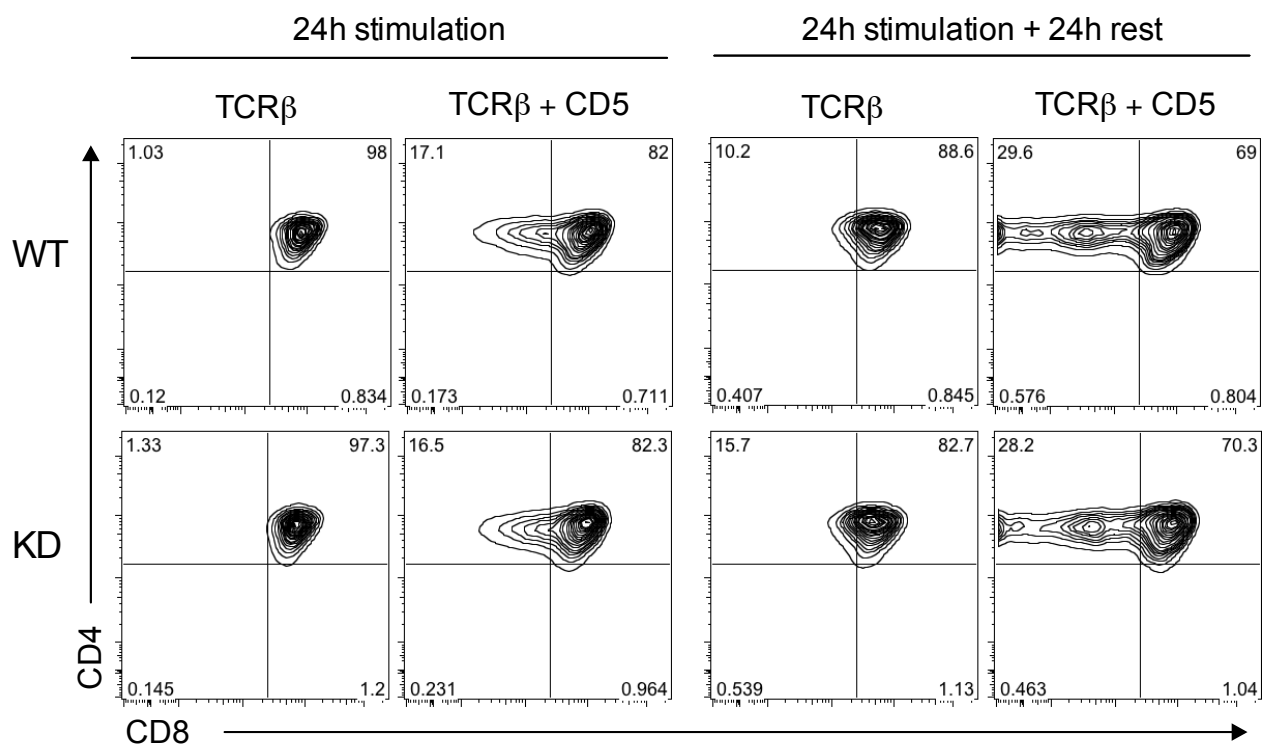 24h stimulation 24h stimulation + 24h rest
TCRβ TCRβ + CD5 TCRβ TCRβ + CD5
1.03 98 17.1 82 10.2 88.6 29.6 69
WT
0.12 0.834 0.173 0.711 0.407 0.845 0.576 0.804
1.33 97.3 16.5 82.3 15.7 82.7 28.2 70.3
KD
0.145 1.2 0.231 0.964 0.539 1.13 0.463 1.04
CD4
CD8